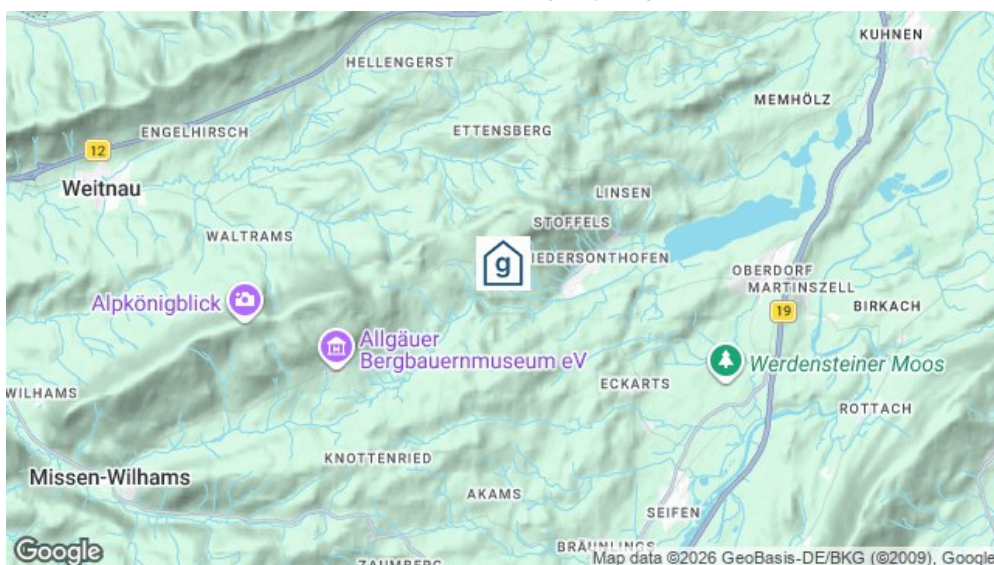 KUHNEN
HELLENGERST
MEMHÖLZ
ENGELHIRSCH
ETTENSBERG
12
Weitnau
LINSEN
STOFFELS
WALTRAMS
g
IEDERSONTHOFEN
OBERDORF
MARTINSZELL
Alpkönigblick
BIRKACH
19
Allgäuer
Bergbauernmuseum eV
Werdensteiner Moos
ECKARTS
WILHAMS
ROTTACH
KNOTTENRIED
Missen-Wilhams
AKAMS
SEIFEN
BRÄUNLINGS
Google
Map data ©2026 GeoBasis-DE/BKG (©2009), Google
ZAUMBERG